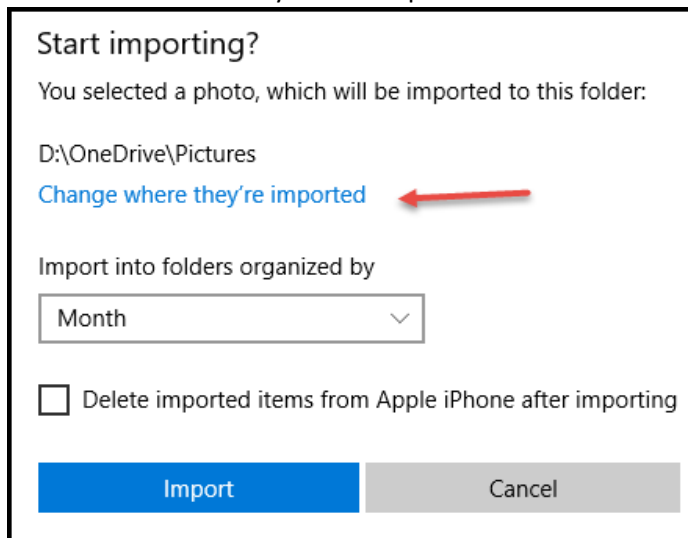 Start importing?
You selected a photo, which will be imported to this folder:
D:\OneDrive\Pictures
Change where they're imported
Import into folders organized by
Month
Delete imported items from Apple iPhone after importing
Import
Cancel